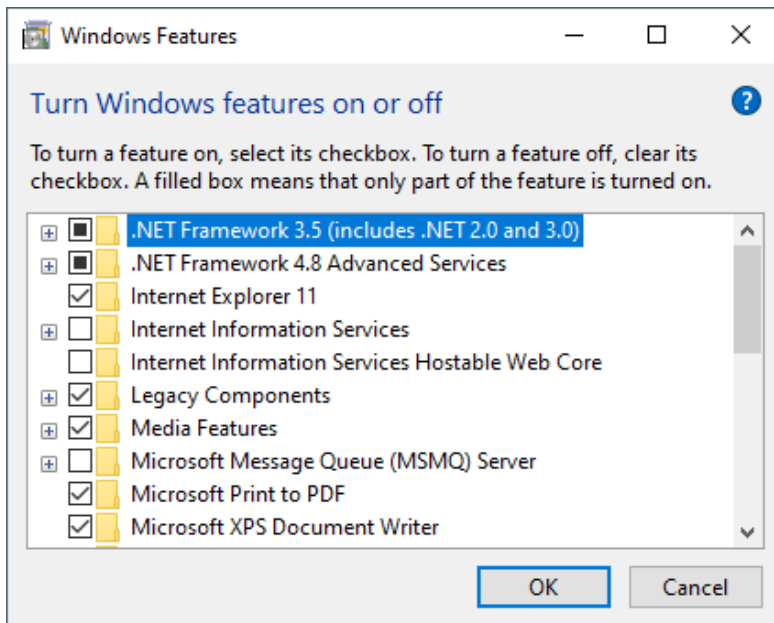 Windows Features
Turn Windows features on or off
?
To turn a feature on, select its checkbox. To turn a feature off, clear its
checkbox. A filled box means that only part of the feature is turned on.
.NET Framework 3.5 (includes .NET 2.0 and 3.0)
.NET Framework 4.8 Advanced Services
Internet Explorer 11
Internet Information Services
Internet Information Services Hostable Web Core
Legacy Components
Media Features
Microsoft Message Queue (MSMQ) Server
Microsoft Print to PDF
Microsoft XPS Document Writer
OK Cancel